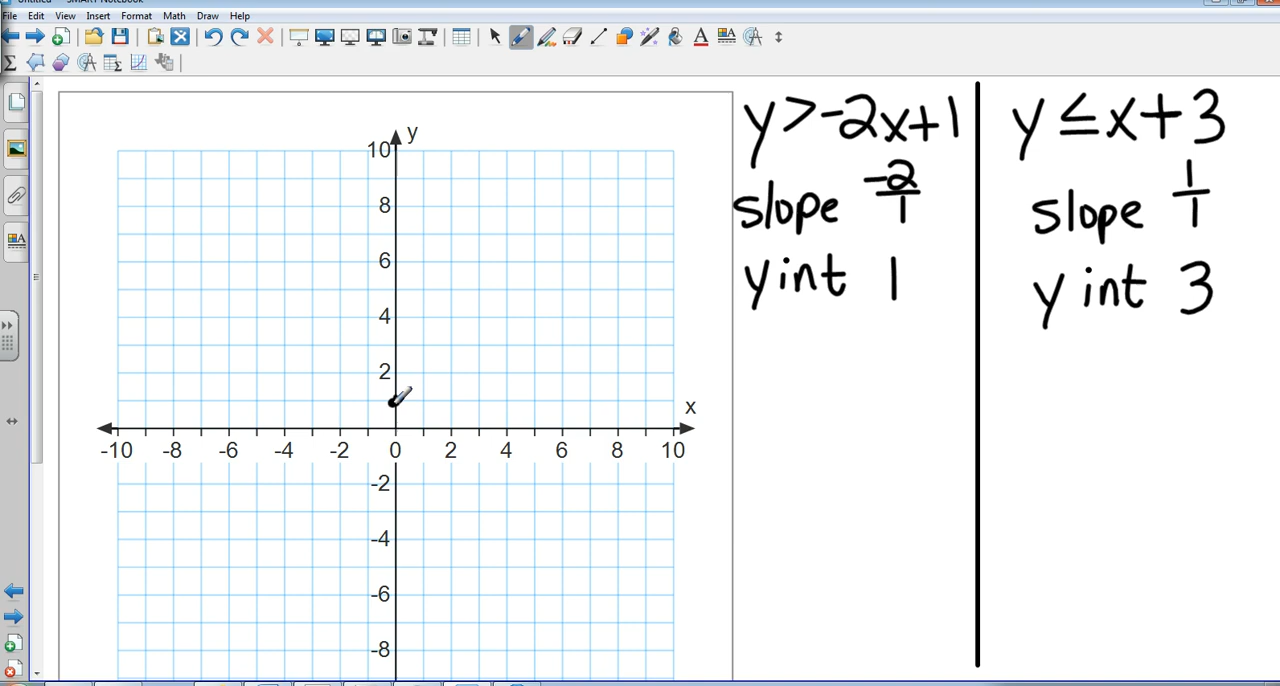 File Edit View Insert Format Math Draw Help
y
10
8
6
4
2
x
-10 -8 -6 -4 -2 0 2 4 6 8 10
-2
-4
-6
-8
y>-2x+1
slope -2/1
y int 1
y≤x+3
slope 1/1
y int 3